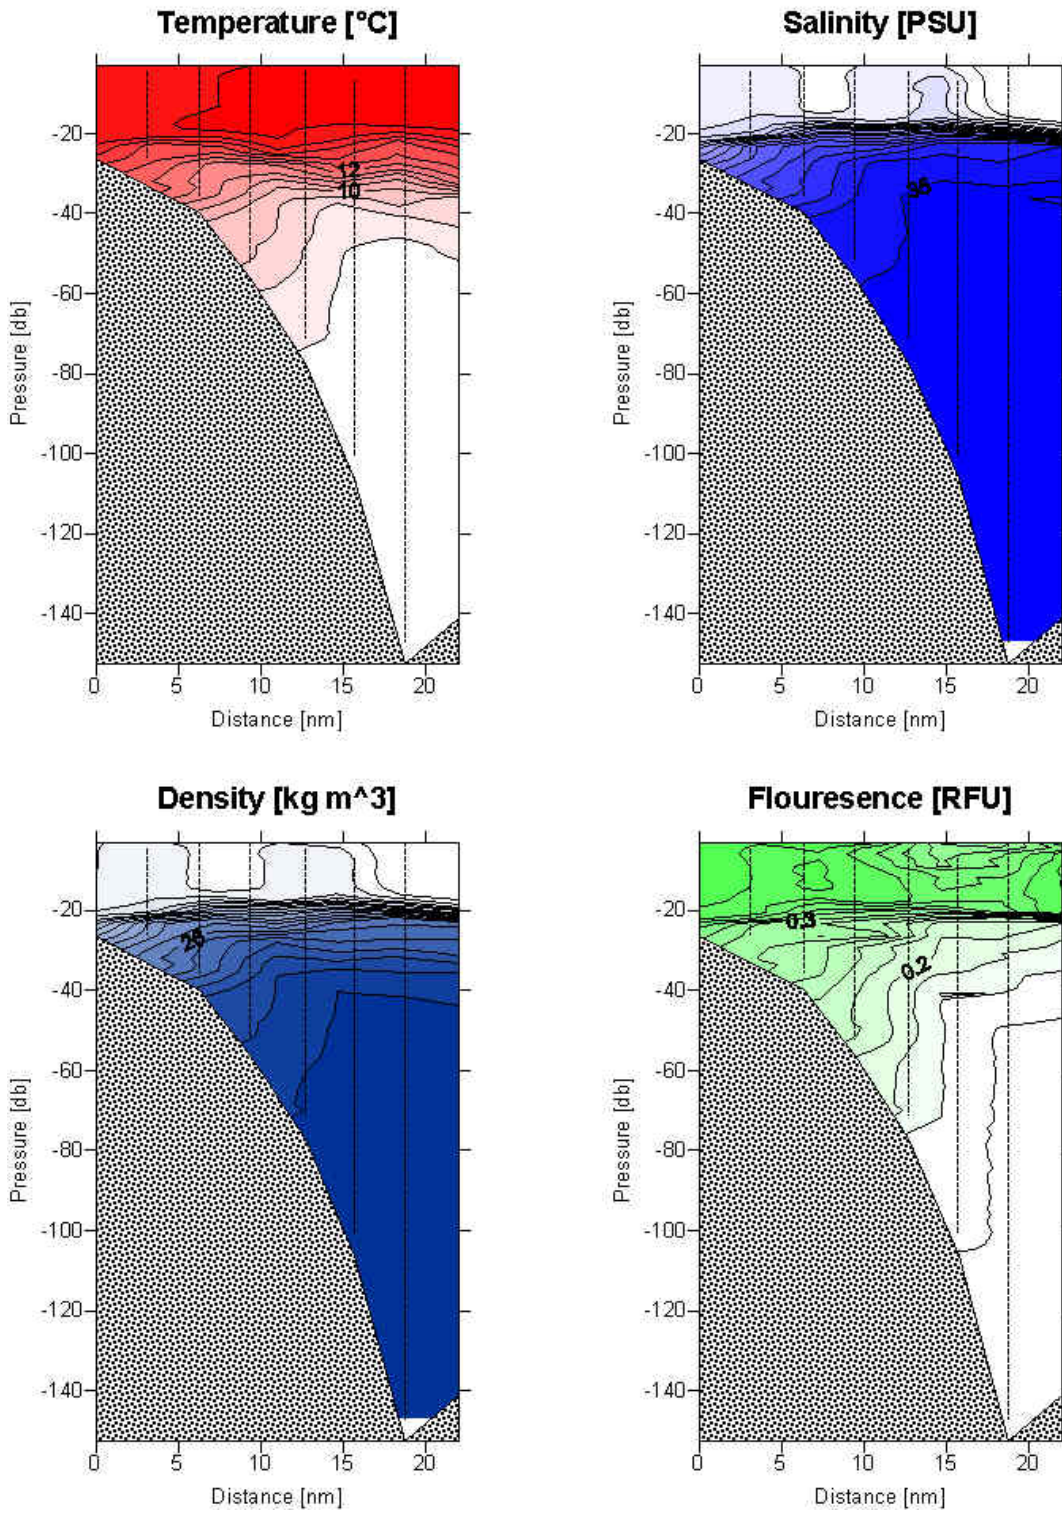 Temperature [°C]
Salinity [PSU]
-20
-40
-60
-80
-100
-120
-140
Pressure [db]
12
10
0 5 10 15 20
Distance [nm]
-20
-40
-60
-80
-100
-120
-140
Pressure [db]
35
0 5 10 15 20
Distance [nm]
Density [kg m^3]
Flouresence [RFU]
-20
-40
-60
-80
-100
-120
-140
Pressure [db]
26
0 5 10 15 20
Distance [nm]
-20
-40
-60
-80
-100
-120
-140
Pressure [db]
0.3
0.2
0 5 10 15 20
Distance [nm]